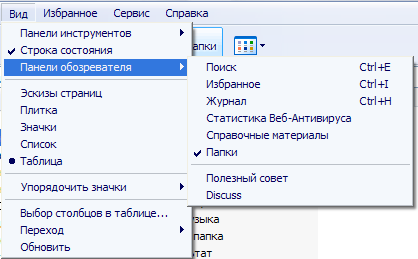 Вид Избранное Сервис Справка
Панели инструментов
Строка состояния
Панели обозревателя
Эскизы страниц
Плитка
Значки
Список
Таблица
Упорядочить значки
Выбор столбцов в таблице...
Переход
Обновить
апки
Поиск Ctrl+E
Избранное Ctrl+I
Журнал Ctrl+H
Статистика Веб-Антивируса
Справочные материалы
Папки
Полезный совет
Discuss
узыка
папка
тат